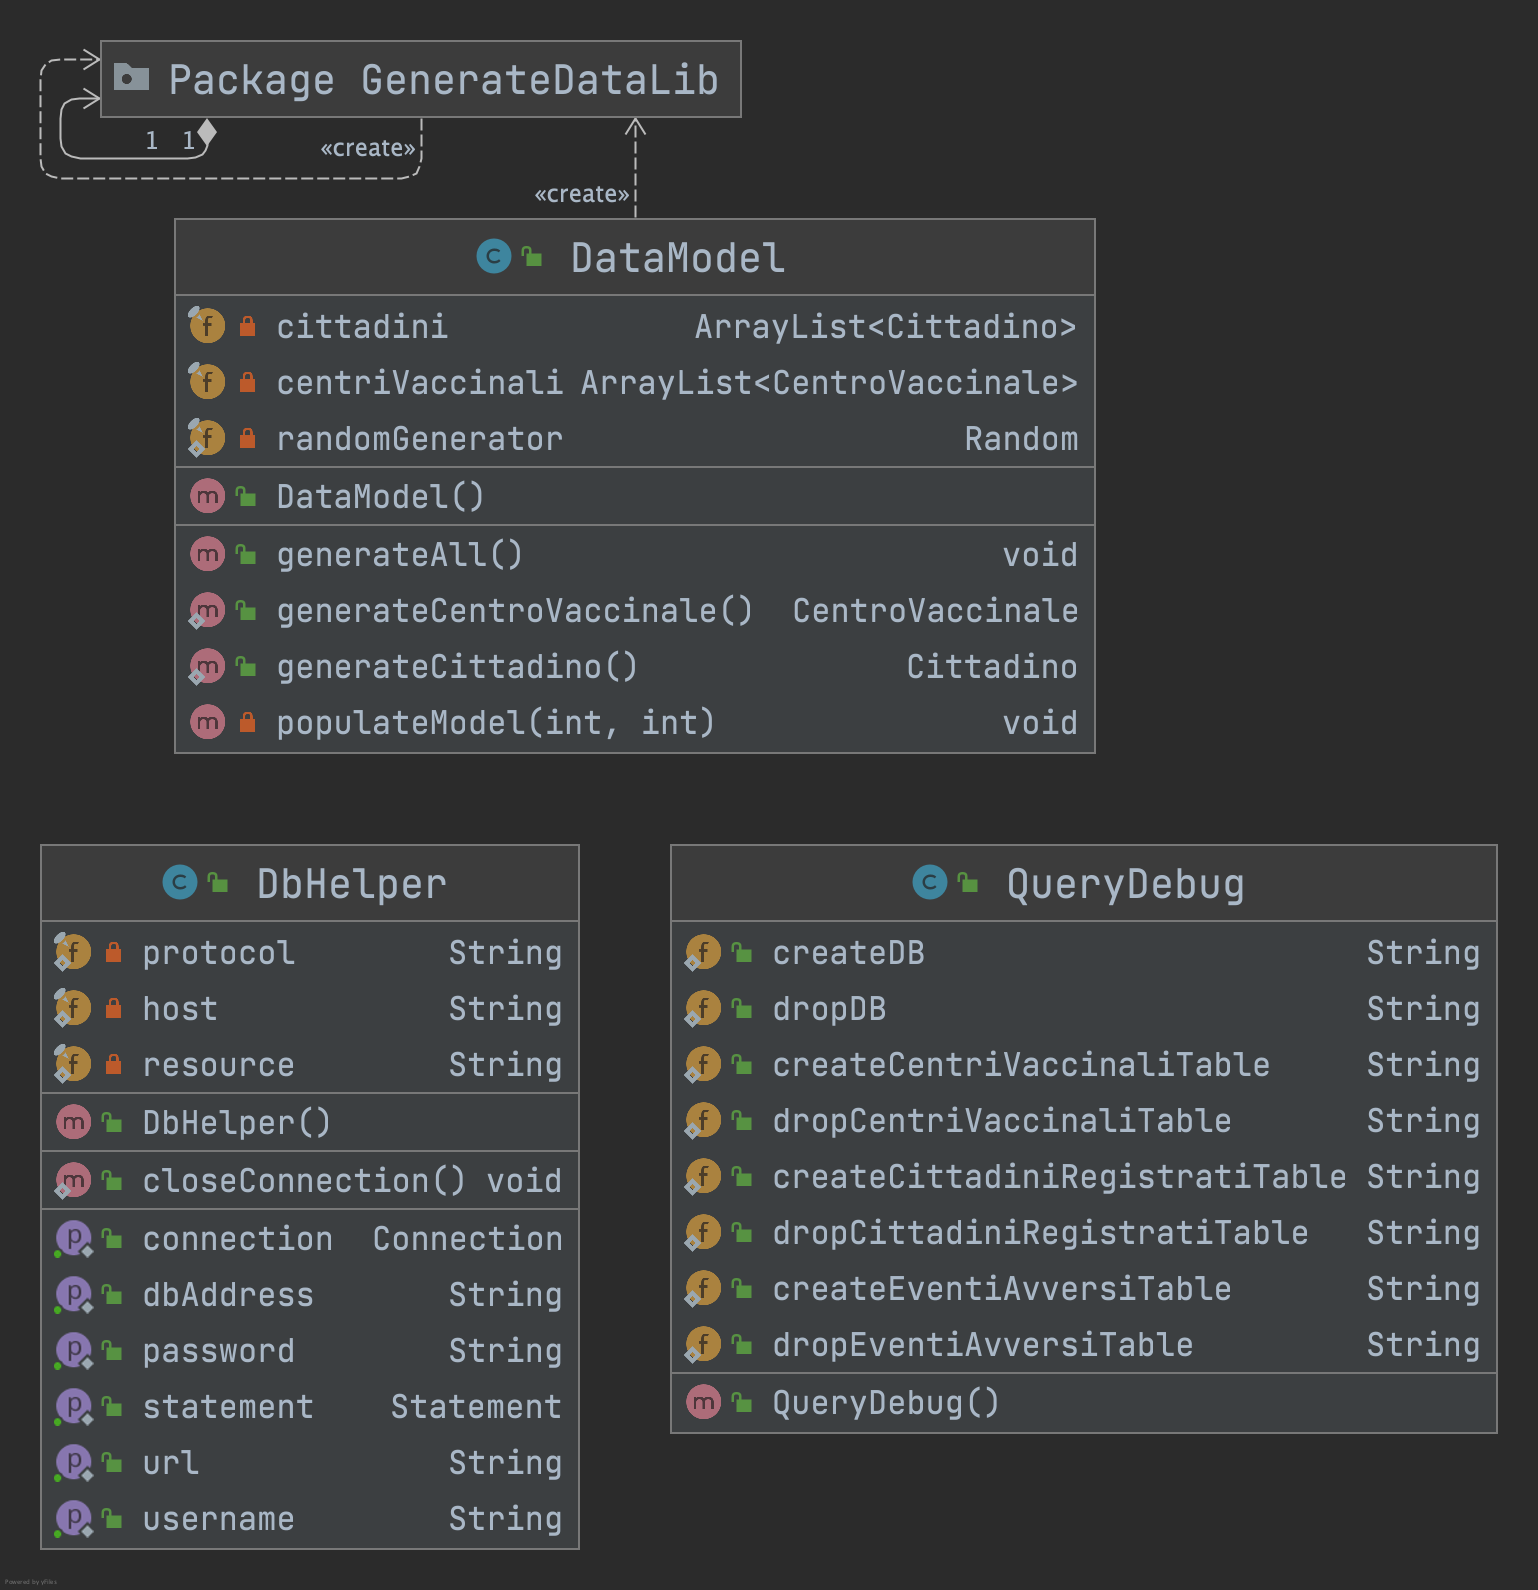 Package GenerateDataLib
1 1
«create»
«create»
DataModel
cittadini ArrayList<Cittadino>
centriVaccinali ArrayList<CentroVaccinale>
randomGenerator Random
DataModel()
generateAll() void
generateCentroVaccinale() CentroVaccinale
generateCittadino() Cittadino
populateModel(int, int) void
DbHelper
protocol String
host String
resource String
DbHelper()
closeConnection() void
connection Connection
dbAddress String
password String
statement Statement
url String
username String
QueryDebug
createDB String
dropDB String
createCentriVaccinaliTable String
dropCentriVaccinaliTable String
createCittadiniRegistratiTable String
dropCittadiniRegistratiTable String
createEventiAvversiTable String
dropEventiAvversiTable String
QueryDebug()
Powered by yFiles